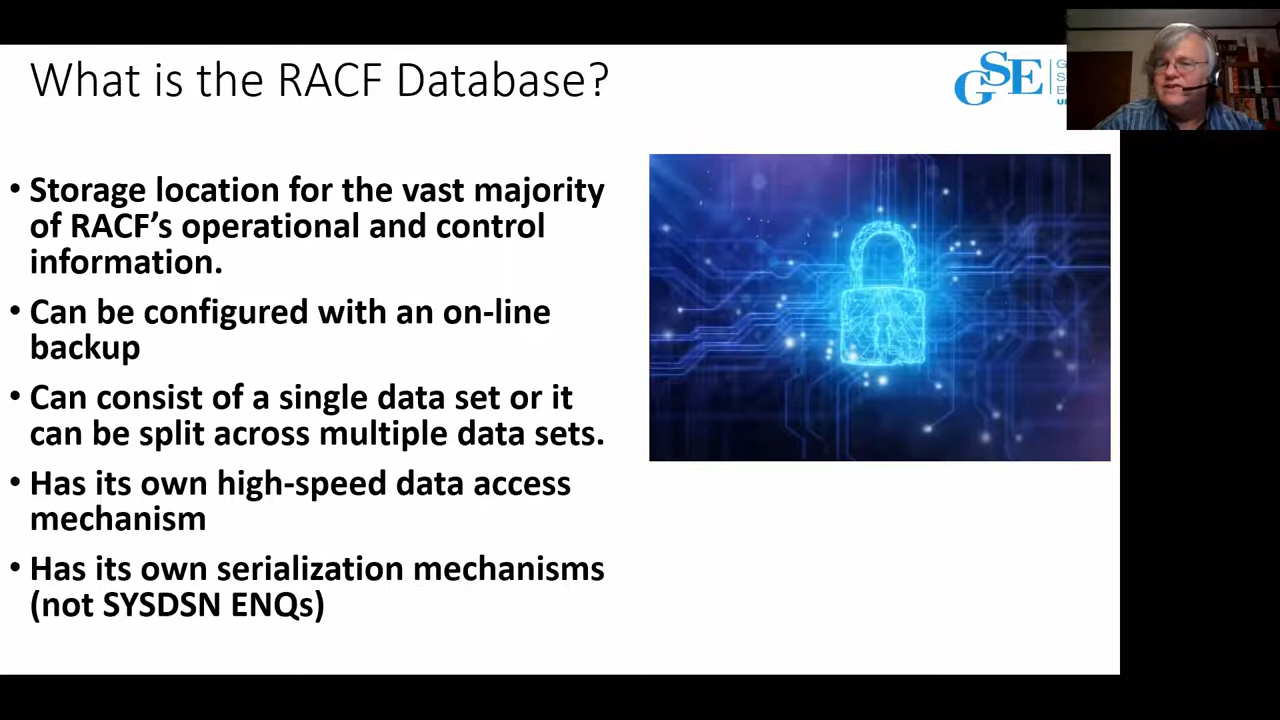 What is the RACF Database?
GSE
• Storage location for the vast majority
of RACF’s operational and control
information.
• Can be configured with an on-line
backup
• Can consist of a single data set or it
can be split across multiple data sets.
• Has its own high-speed data access
mechanism
• Has its own serialization mechanisms
(not SYSDSN ENQs)